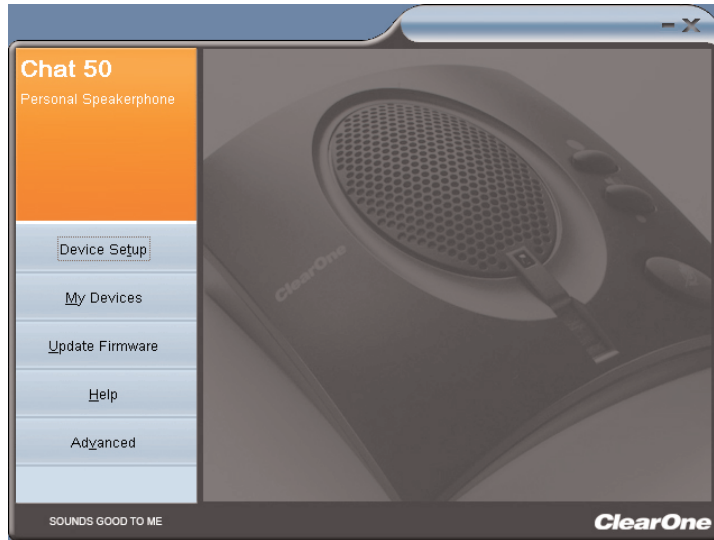 Chat 50
Personal Speakerphone
Device Setup
My Devices
Update Firmware
Help
Advanced
ClearOne
SOUNDS GOOD TO ME
ClearOne